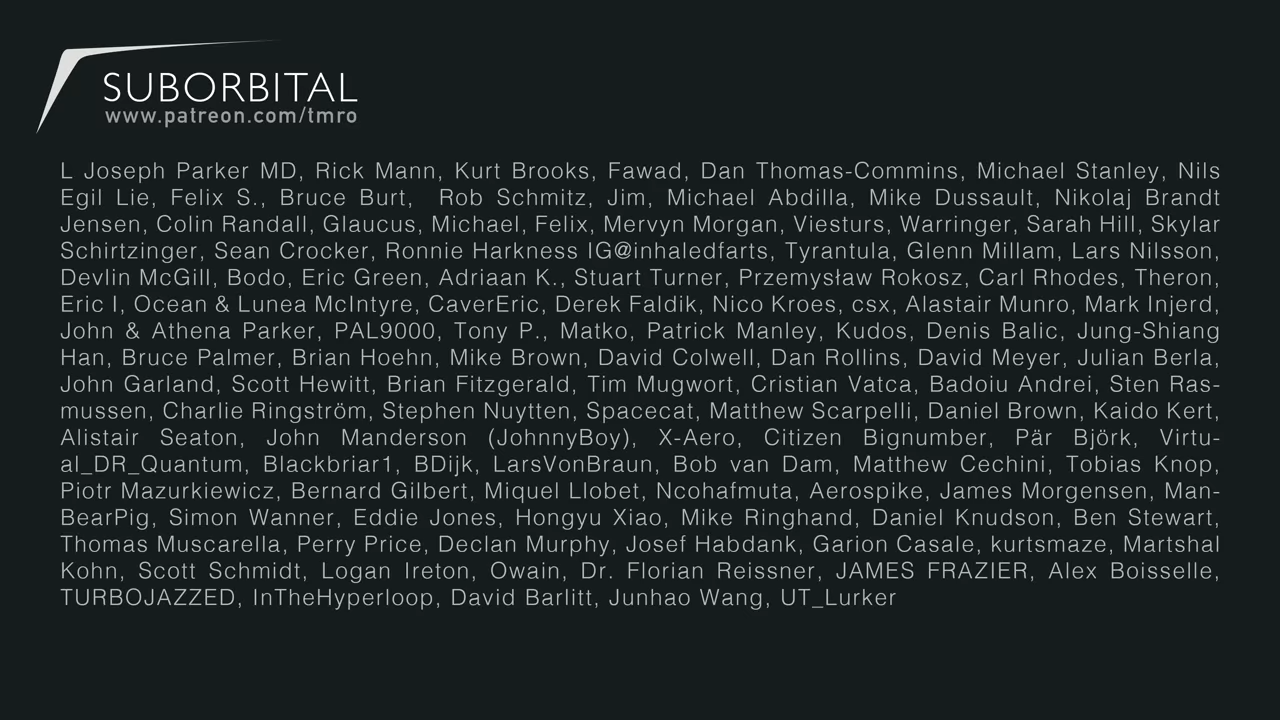 SUBORBITAL
www.patreon.com/tmro
L Joseph Parker MD, Rick Mann, Kurt Brooks, Fawad, Dan Thomas-Commins, Michael Stanley, Nils
Egil Lie, Felix S., Bruce Burt,  Rob Schmitz, Jim, Michael Abdilla, Mike Dussault, Nikolaj Brandt
Jensen, Colin Randall, Glaucus, Michael, Felix, Mervyn Morgan, Viesturs, Warringer, Sarah Hill, Skylar
Schirtzinger, Sean Crocker, Ronnie Harkness IG@inhaledfarts, Tyrantula, Glenn Millam, Lars Nilsson,
Devlin McGill, Bodo, Eric Green, Adriaan K., Stuart Turner, Przemysław Rokosz, Carl Rhodes, Theron,
Eric I, Ocean & Lunea McIntyre, CaverEric, Derek Faldik, Nico Kroes, csx, Alastair Munro, Mark Injerd,
John & Athena Parker, PAL9000, Tony P., Matko, Patrick Manley, Kudos, Denis Balic, Jung-Shiang
Han, Bruce Palmer, Brian Hoehn, Mike Brown, David Colwell, Dan Rollins, David Meyer, Julian Berla,
John Garland, Scott Hewitt, Brian Fitzgerald, Tim Mugwort, Cristian Vatca, Badoiu Andrei, Sten Ras-
mussen, Charlie Ringström, Stephen Nuytten, Spacecat, Matthew Scarpelli, Daniel Brown, Kaido Kert,
Alistair Seaton, John Manderson (JohnnyBoy), X-Aero, Citizen Bignumber, Pär Björk, Virtu-
al_DR_Quantum, Blackbriar1, BDijk, LarsVonBraun, Bob van Dam, Matthew Cechini, Tobias Knop,
Piotr Mazurkiewicz, Bernard Gilbert, Miquel Llobet, Ncohafmuta, Aerospike, James Morgensen, Man-
BearPig, Simon Wanner, Eddie Jones, Hongyu Xiao, Mike Ringhand, Daniel Knudson, Ben Stewart,
Thomas Muscarella, Perry Price, Declan Murphy, Josef Habdank, Garion Casale, kurtsmaze, Martshal
Kohn, Scott Schmidt, Logan Ireton, Owain, Dr. Florian Reissner, JAMES FRAZIER, Alex Boisselle,
TURBOJAZZED, InTheHyperloop, David Barlitt, Junhao Wang, UT_Lurker